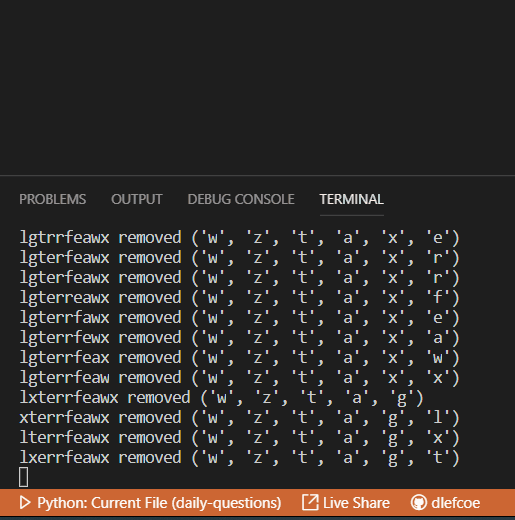 PROBLEMS OUTPUT DEBUG CONSOLE TERMINAL
lgtrrfeawx removed ('w', 'z', 't', 'a', 'x', 'e')
lgterfeawx removed ('w', 'z', 't', 'a', 'x', 'r')
lgterfeawx removed ('w', 'z', 't', 'a', 'x', 'r')
lgterreawx removed ('w', 'z', 't', 'a', 'x', 'f')
lgterrfawx removed ('w', 'z', 't', 'a', 'x', 'e')
lgterrfewx removed ('w', 'z', 't', 'a', 'x', 'a')
lgterrfeax removed ('w', 'z', 't', 'a', 'x', 'w')
lgterrfeaw removed ('w', 'z', 't', 'a', 'x', 'x')
lxterrfeawx removed ('w', 'z', 't', 'a', 'g')
xterrfeawx removed ('w', 'z', 't', 'a', 'g', 'l')
lterrfeawx removed ('w', 'z', 't', 'a', 'g', 'x')
lxerrfeawx removed ('w', 'z', 't', 'a', 'g', 't')
Python: Current File (daily-questions) Live Share dlefcoe